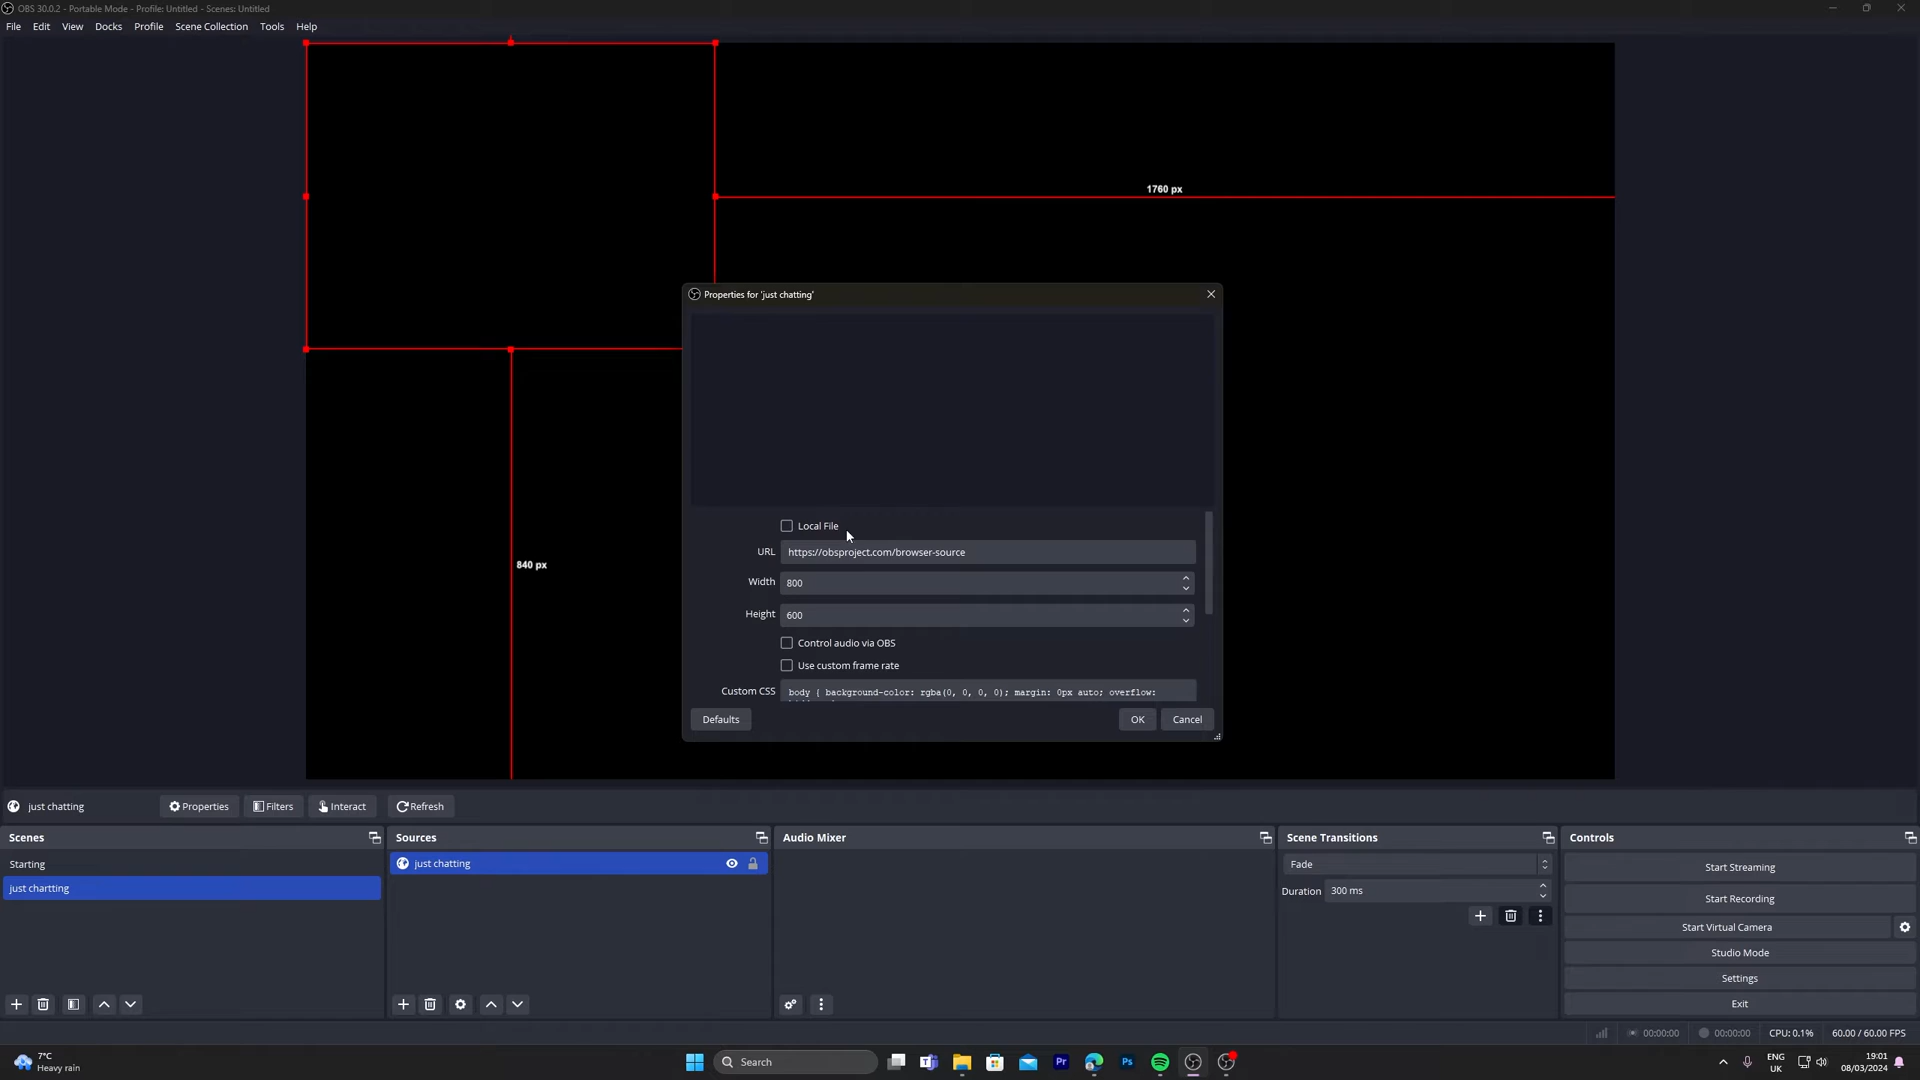 OBS 30.0.2 - Portable Mode - Profile: Untitled - Scenes: Untitled
File Edit View Docks Profile Scene Collection Tools Help
1760 px
Properties for 'just chatting'
Local File
URL https://obsproject.com/browser-source
Width 800
840 px
Height 600
Control audio via OBS
Use custom frame rate
Custom CSS body { background-color: rgba(0, 0, 0, 0); margin: 0px auto; overflow:
Defaults OK Cancel
just chatting Properties Filters Interact Refresh
Scenes Sources Audio Mixer Scene Transitions Controls
Starting just chatting Fade Start Streaming
just chartting Duration 300 ms Start Recording
Start Virtual Camera
Studio Mode
Settings
Exit
00:00:00 00:00:00 CPU: 0.1% 60.00 / 60.00 FPS
7°C
Heavy rain
Search
Pr
Ps
ENG
UK
19:01
08/03/2024